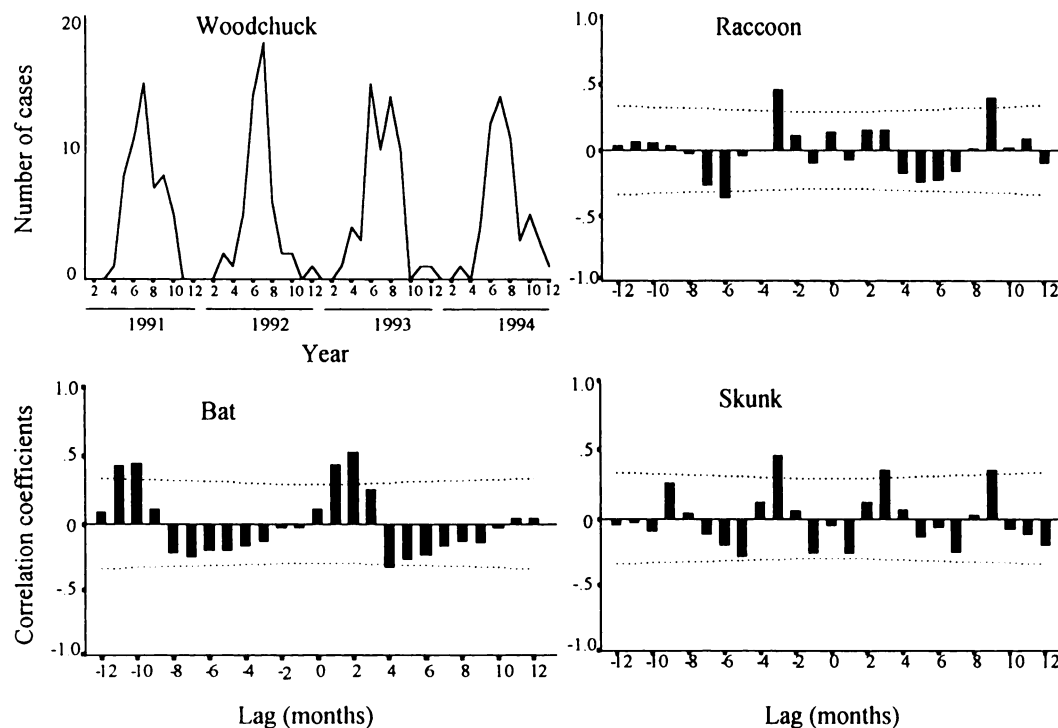 Woodchuck
Number of cases
20
10
0
2 4 6 8 10 12 2 4 6 8 10 12 2 4 6 8 10 12 2 4 6 8 10 12
1991 1992 1993 1994
Year
Raccoon
1.0
.5
0
-.5
-1.0
-12 -10 -8 -6 -4 -2 0 2 4 6 8 10 12
Bat
Correlation coefficients
1.0
.5
0
-.5
-1 0
-12 -10 -8 -6 -4 -2 0 2 4 6 8 10 12
Lag (months)
Skunk
1.0
.5
0
-.5
-1.0
-12 -10 -8 -6 -4 -2 0 2 4 6 8 10 12
Lag (months)